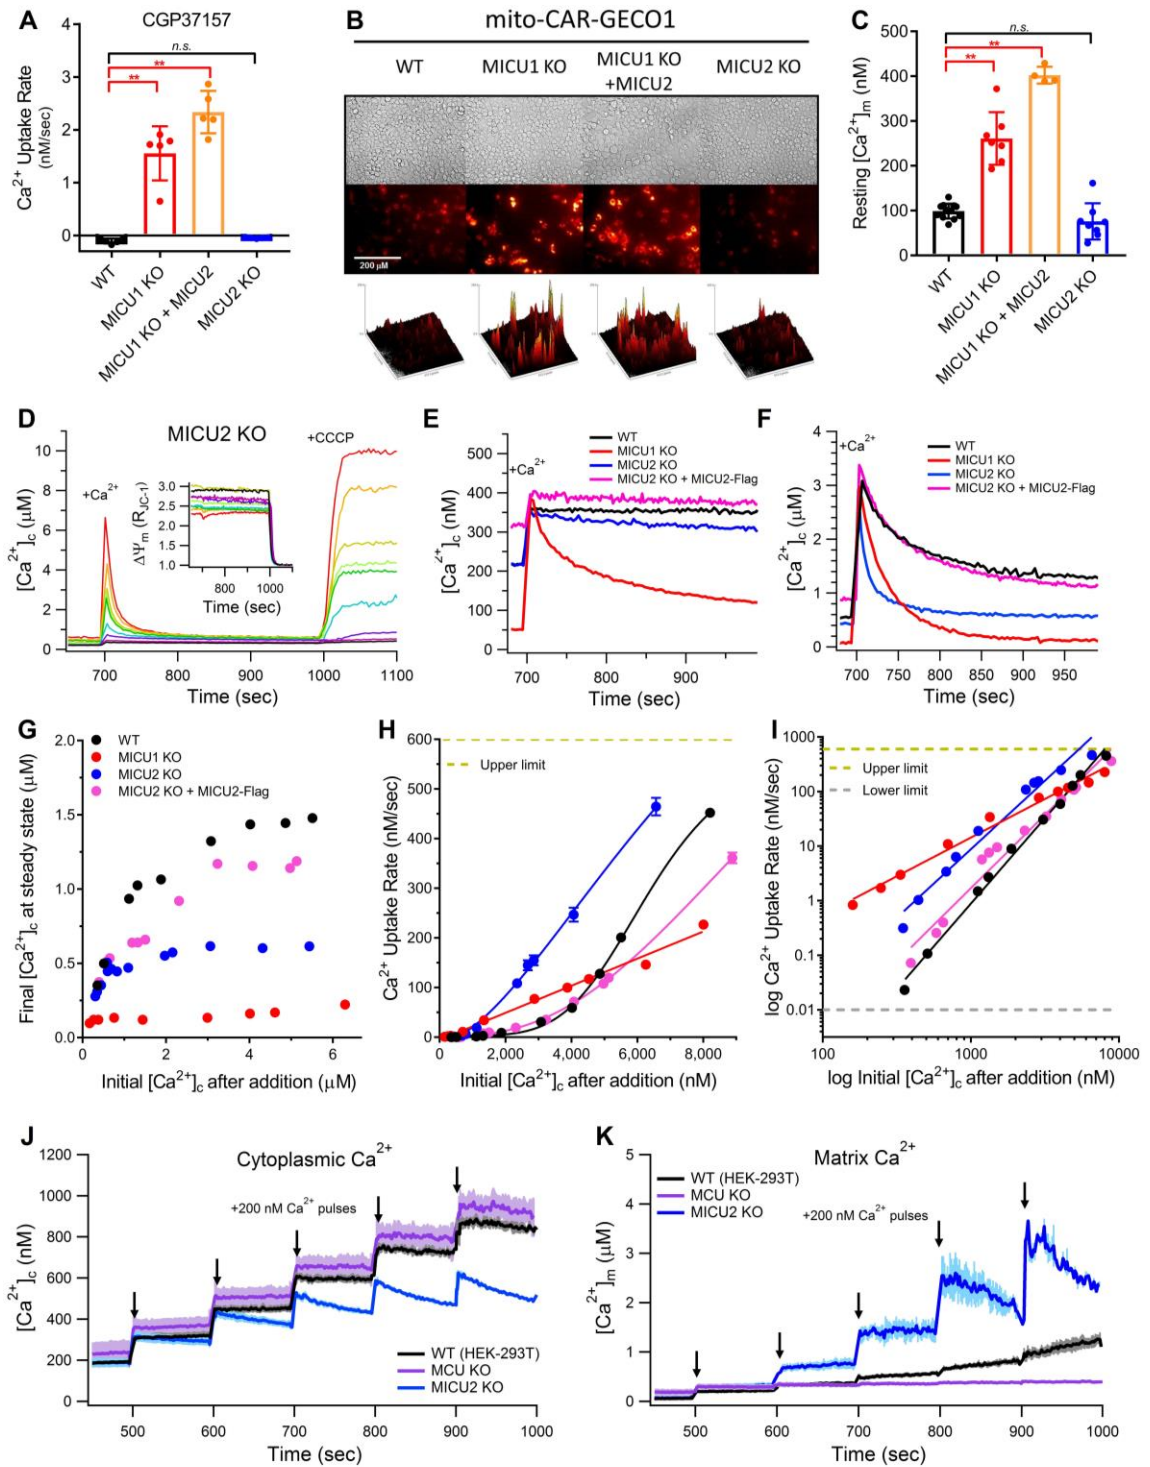 A
CGP37157
Ca2+ Uptake Rate
(nM/sec)
4
3
2
1
0
n.s.
**
**
WT
MICU1 KO
MICU1 KO + MICU2
MICU2 KO
B
mito-CAR-GECO1
WT
MICU1 KO
MICU1 KO
+MICU2
MICU2 KO
200 μM
C
Resting [Ca2+]m (nM)
500
400
300
200
100
0
n.s.
**
**
WT
MICU1 KO
MICU1 KO + MICU2
MICU2 KO
D
MICU2 KO
+CCCP
+Ca2+
[Ca2+]c (μM)
10
8
6
4
2
0
ΔΨm (RJC-1)
3.0
2.5
2.0
1.5
1.0
800
1000
Time (sec)
700
800
900
1000
1100
Time (sec)
E
WT
MICU1 KO
MICU2 KO
MICU2 KO + MICU2-Flag
+Ca2+
[Ca2+]c (nM)
500
400
300
200
100
0
700
800
900
Time (sec)
F
+Ca2+
WT
MICU1 KO
MICU2 KO
MICU2 KO + MICU2-Flag
[Ca2+]c (μM)
4
3
2
1
0
700
750
800
850
900
950
Time (sec)
G
WT
MICU1 KO
MICU2 KO
MICU2 KO + MICU2-Flag
Final [Ca2+]c at steady state (μM)
2.0
1.5
1.0
0.5
0.0
0
2
4
6
Initial [Ca2+]c after addition (μM)
H
Upper limit
Ca2+ Uptake Rate (nM/sec)
600
500
400
300
200
100
0
0
2,000
4,000
6,000
8,000
Initial [Ca2+]c after addition (nM)
I
Upper limit
Lower limit
log Ca2+ Uptake Rate (nM/sec)
1000
100
10
1
0.1
0.01
100
1000
10000
log Initial [Ca2+]c after addition (nM)
J
Cytoplasmic Ca2+
+200 nM Ca2+ pulses
[Ca2+]c (nM)
1200
1000
800
600
400
200
0
WT (HEK-293T)
MCU KO
MICU2 KO
500
600
700
800
900
1000
Time (sec)
K
Matrix Ca2+
WT (HEK-293T)
MCU KO
MICU2 KO
+200 nM Ca2+ pulses
[Ca2+]m (μM)
5
4
3
2
1
0
500
600
700
800
900
1000
Time (sec)